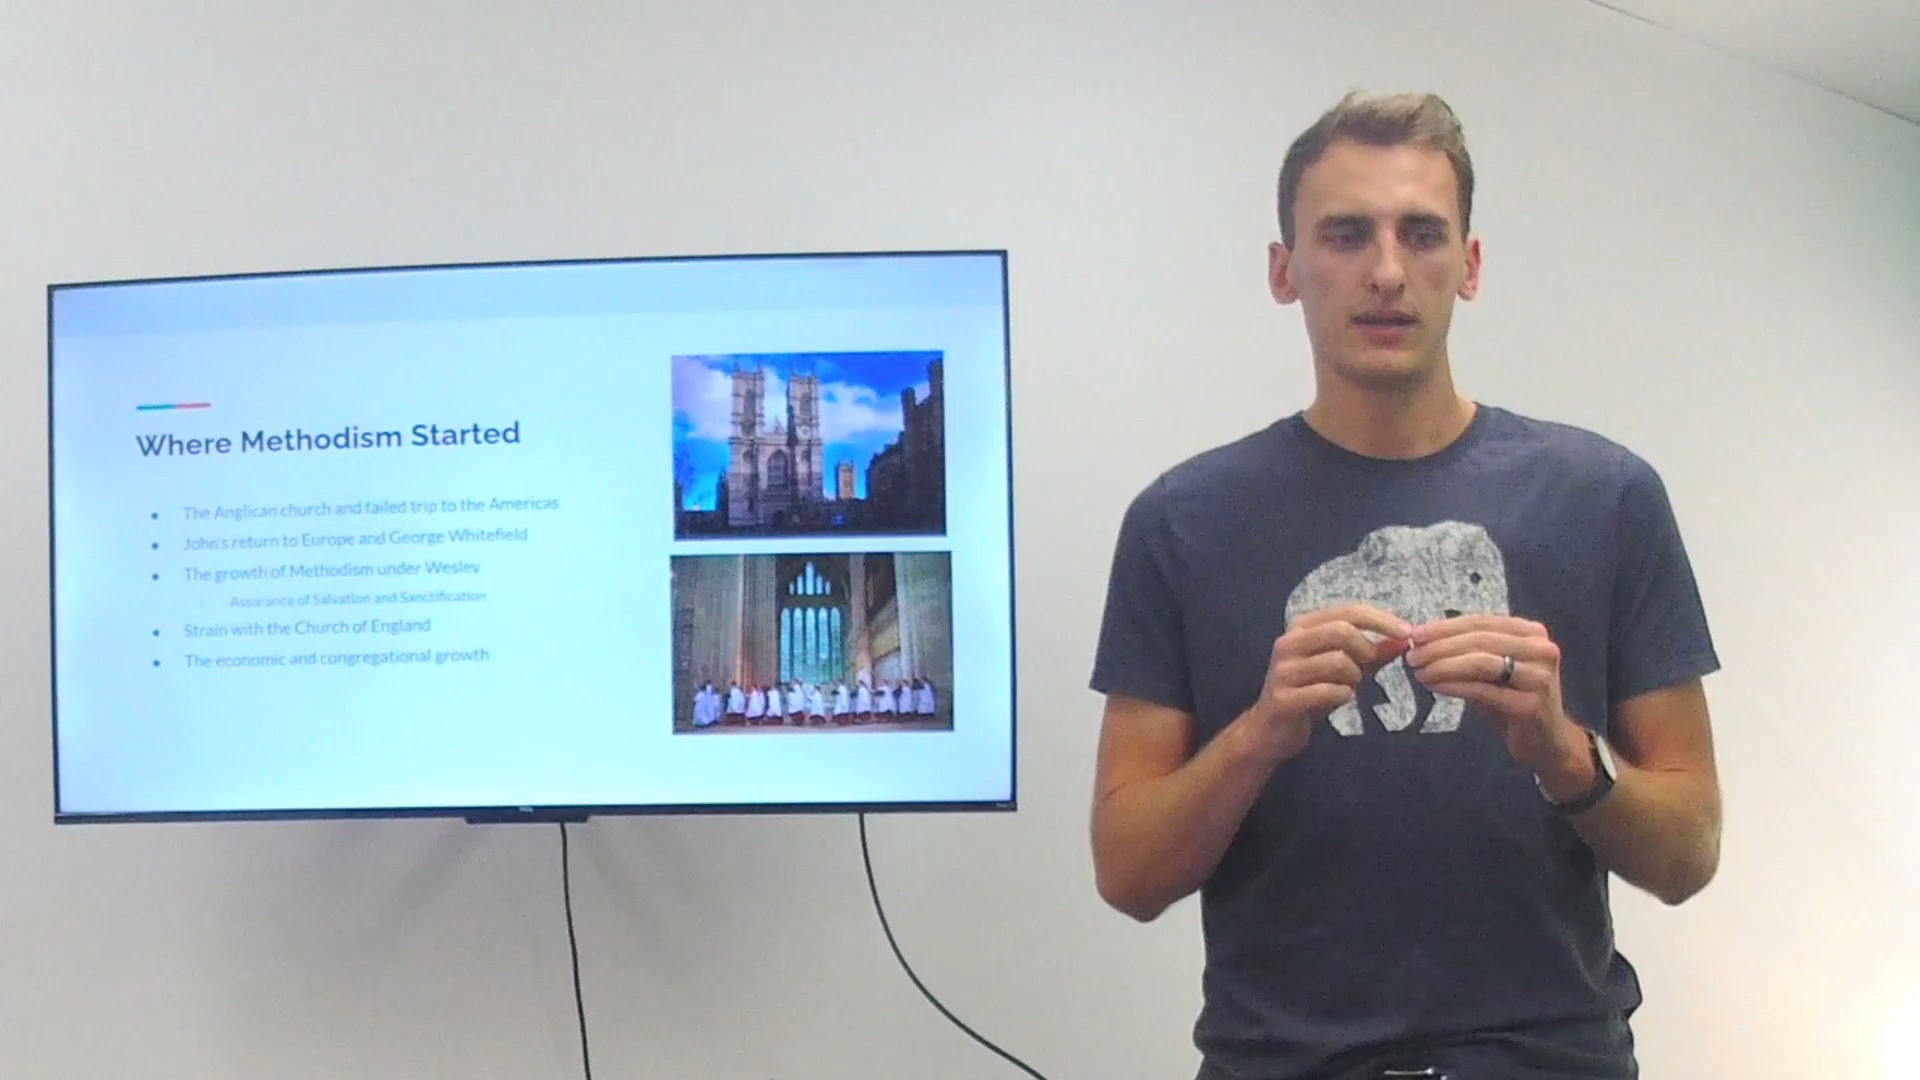 Where Methodism Started
The Anglican church and failed trip to the Americas
John's return to Europe and George Whitefield
The growth of Methodism under Wesley
Assurance of Salvation and Sanctification
Strain with the Church of England
The economic and congregational growth